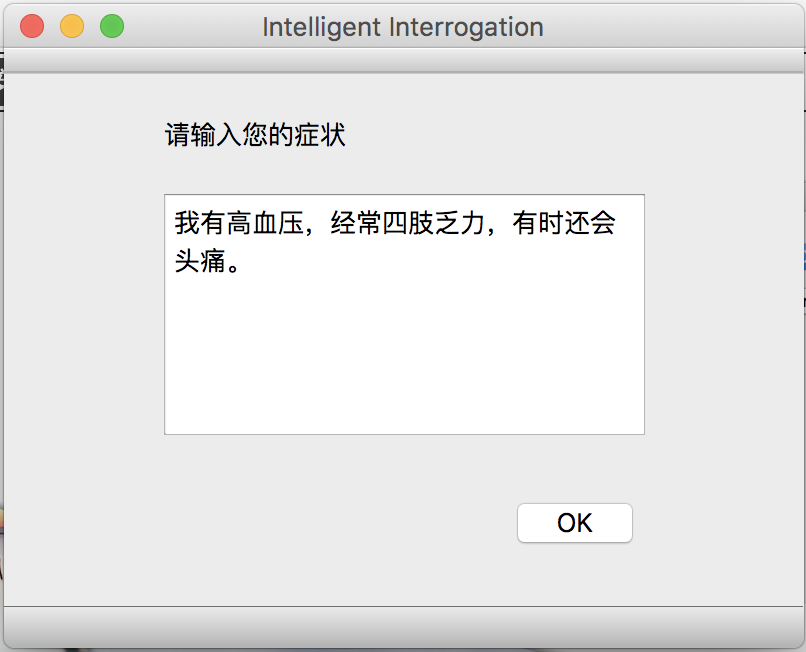 Intelligent Interrogation
请输入您的症状
我有高血压，经常四肢乏力，有时还会
头痛。
OK